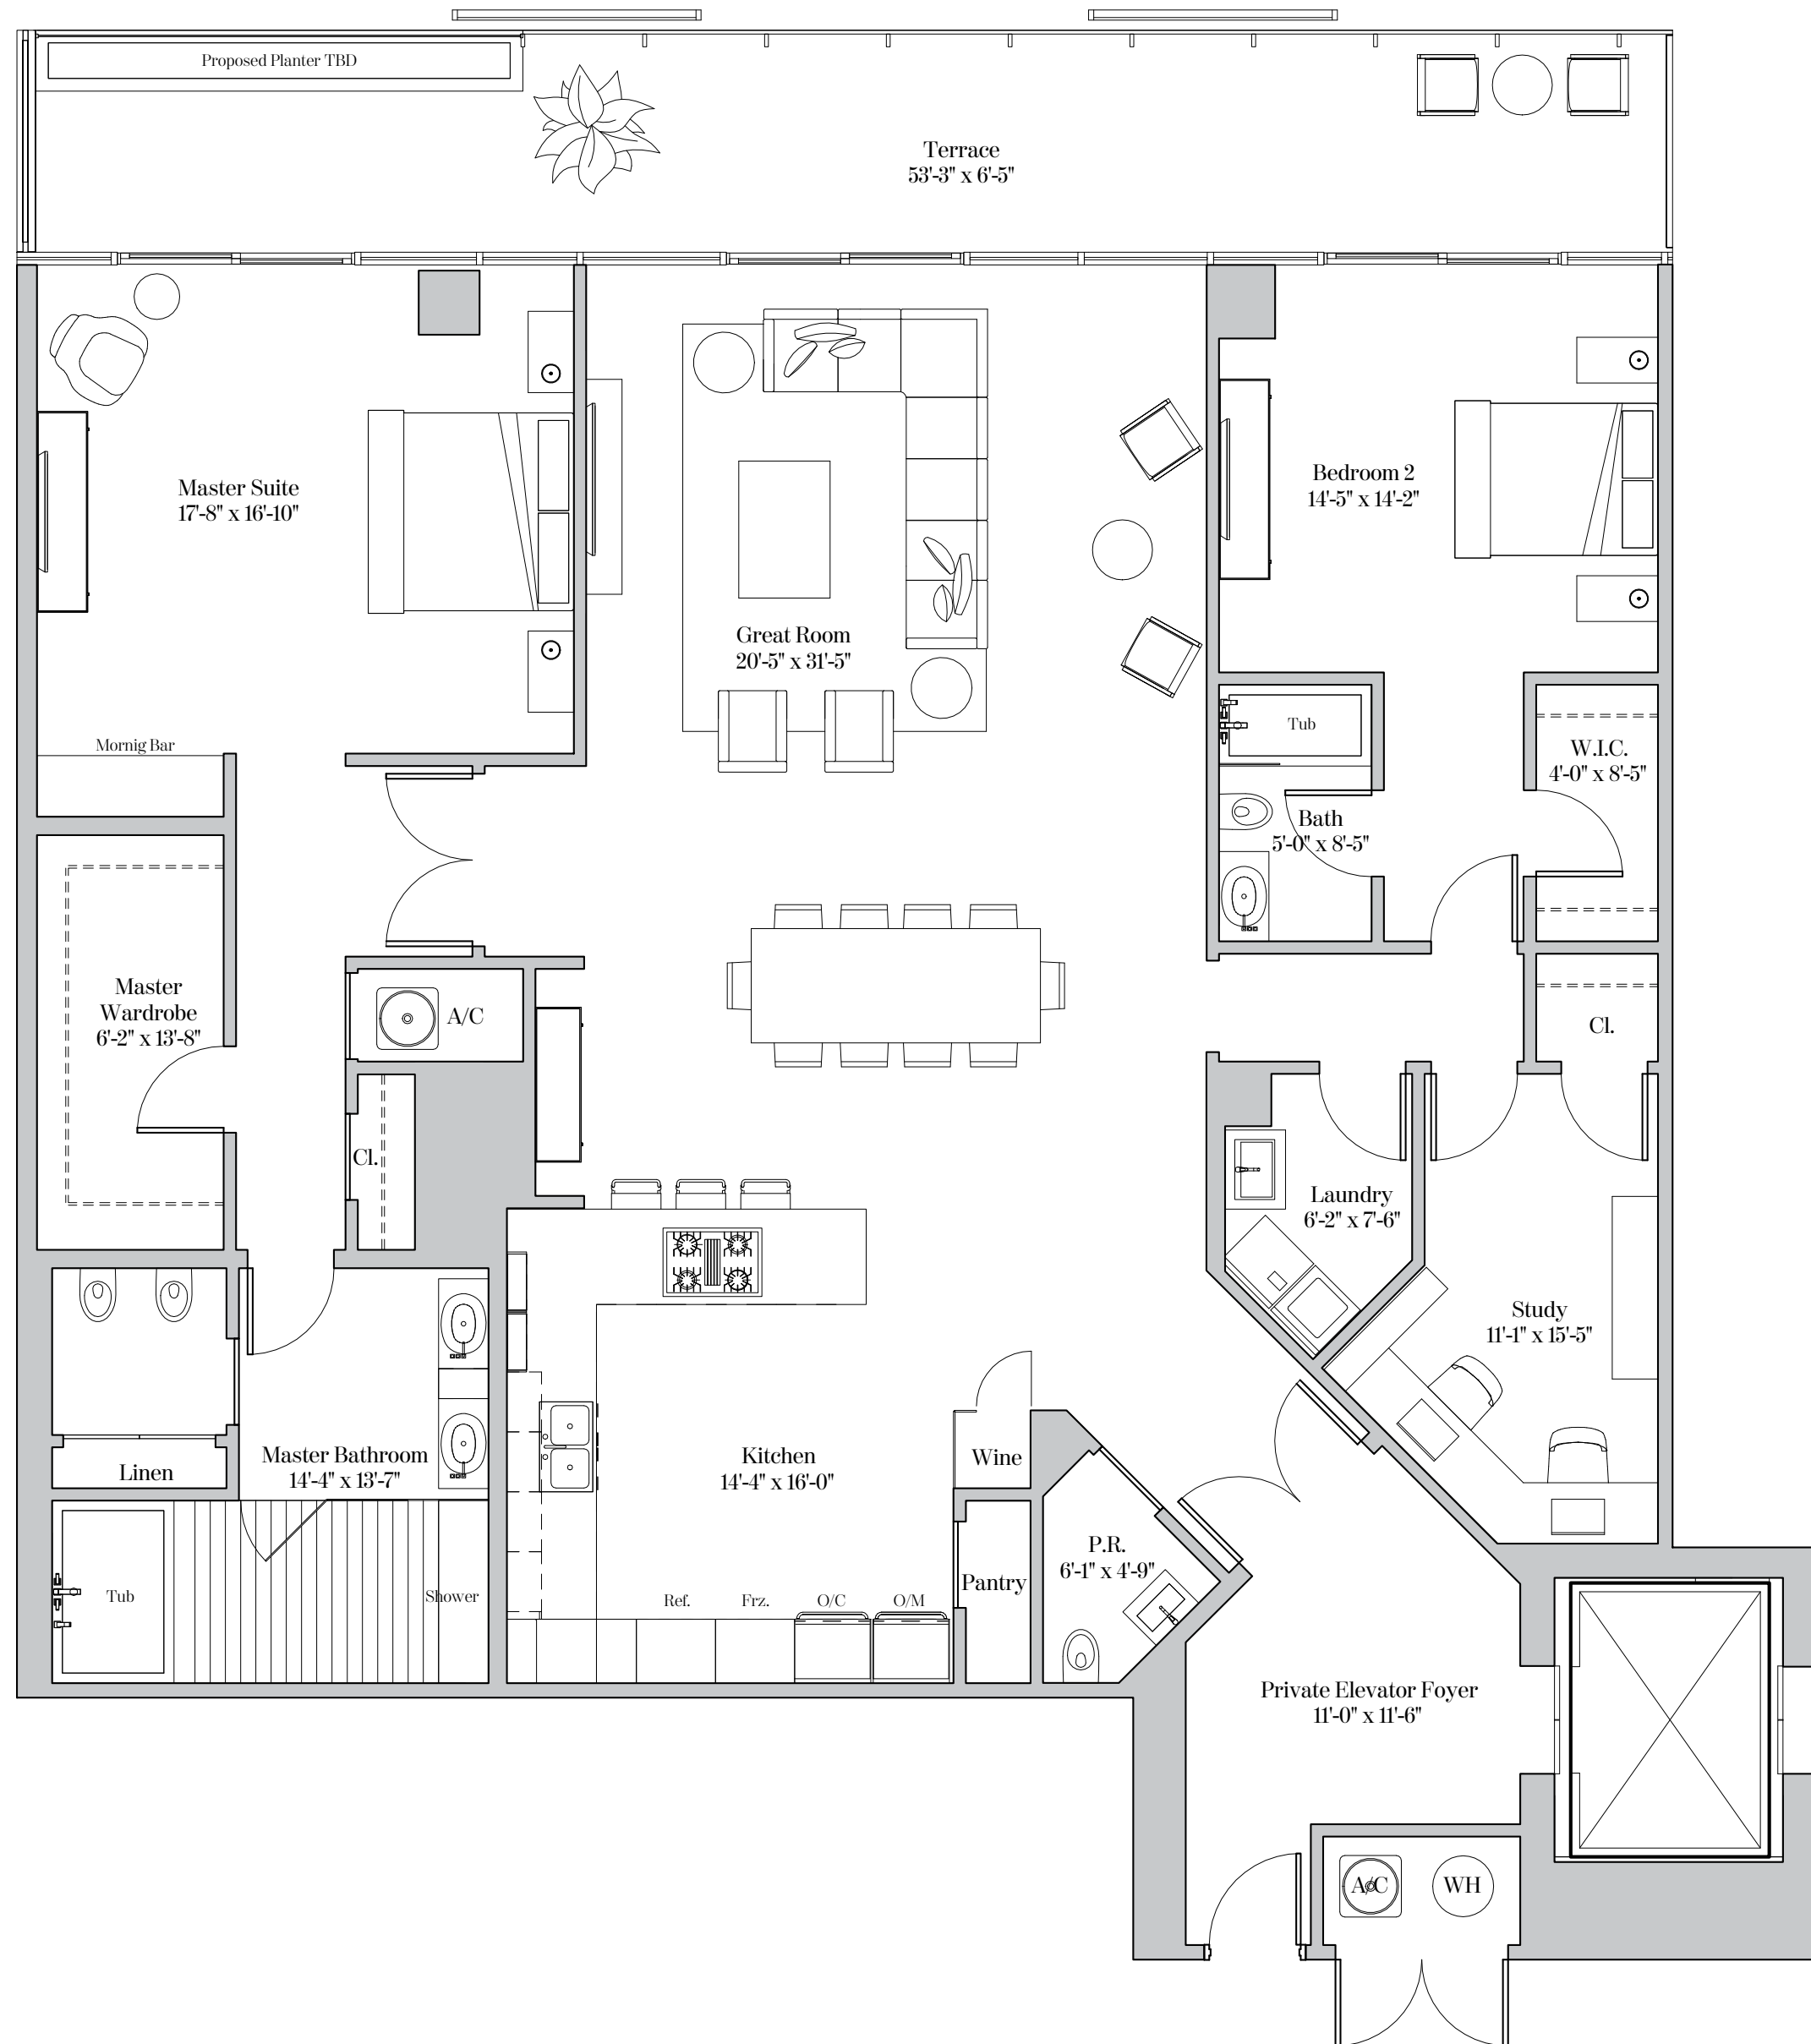 Proposed Planter TBD
Terrace
53'-3" x 6'-5"
Master Suite
17'-8" x 16'-10"
Great Room
20'-5" x 31'-5"
Bedroom 2
14'-5" x 14'-2"
Mornig Bar
Tub
W.I.C.
4'-0" x 8'-5"
Bath
5'-0" x 8'-5"
Master
Wardrobe
6'-2" x 13'-8"
A/C
Cl.
Cl.
Laundry
6'-2" x 7'-6"
Study
11'-1" x 15'-5"
Linen
Master Bathroom
14'-4" x 13'-7"
Kitchen
14'-4" x 16'-0"
Wine
P.R.
6'-1" x 4'-9"
Pantry
Tub
Shower
Ref.
Frz.
O/C
O/M
Private Elevator Foyer
11'-0" x 11'-6"
A/C
WH